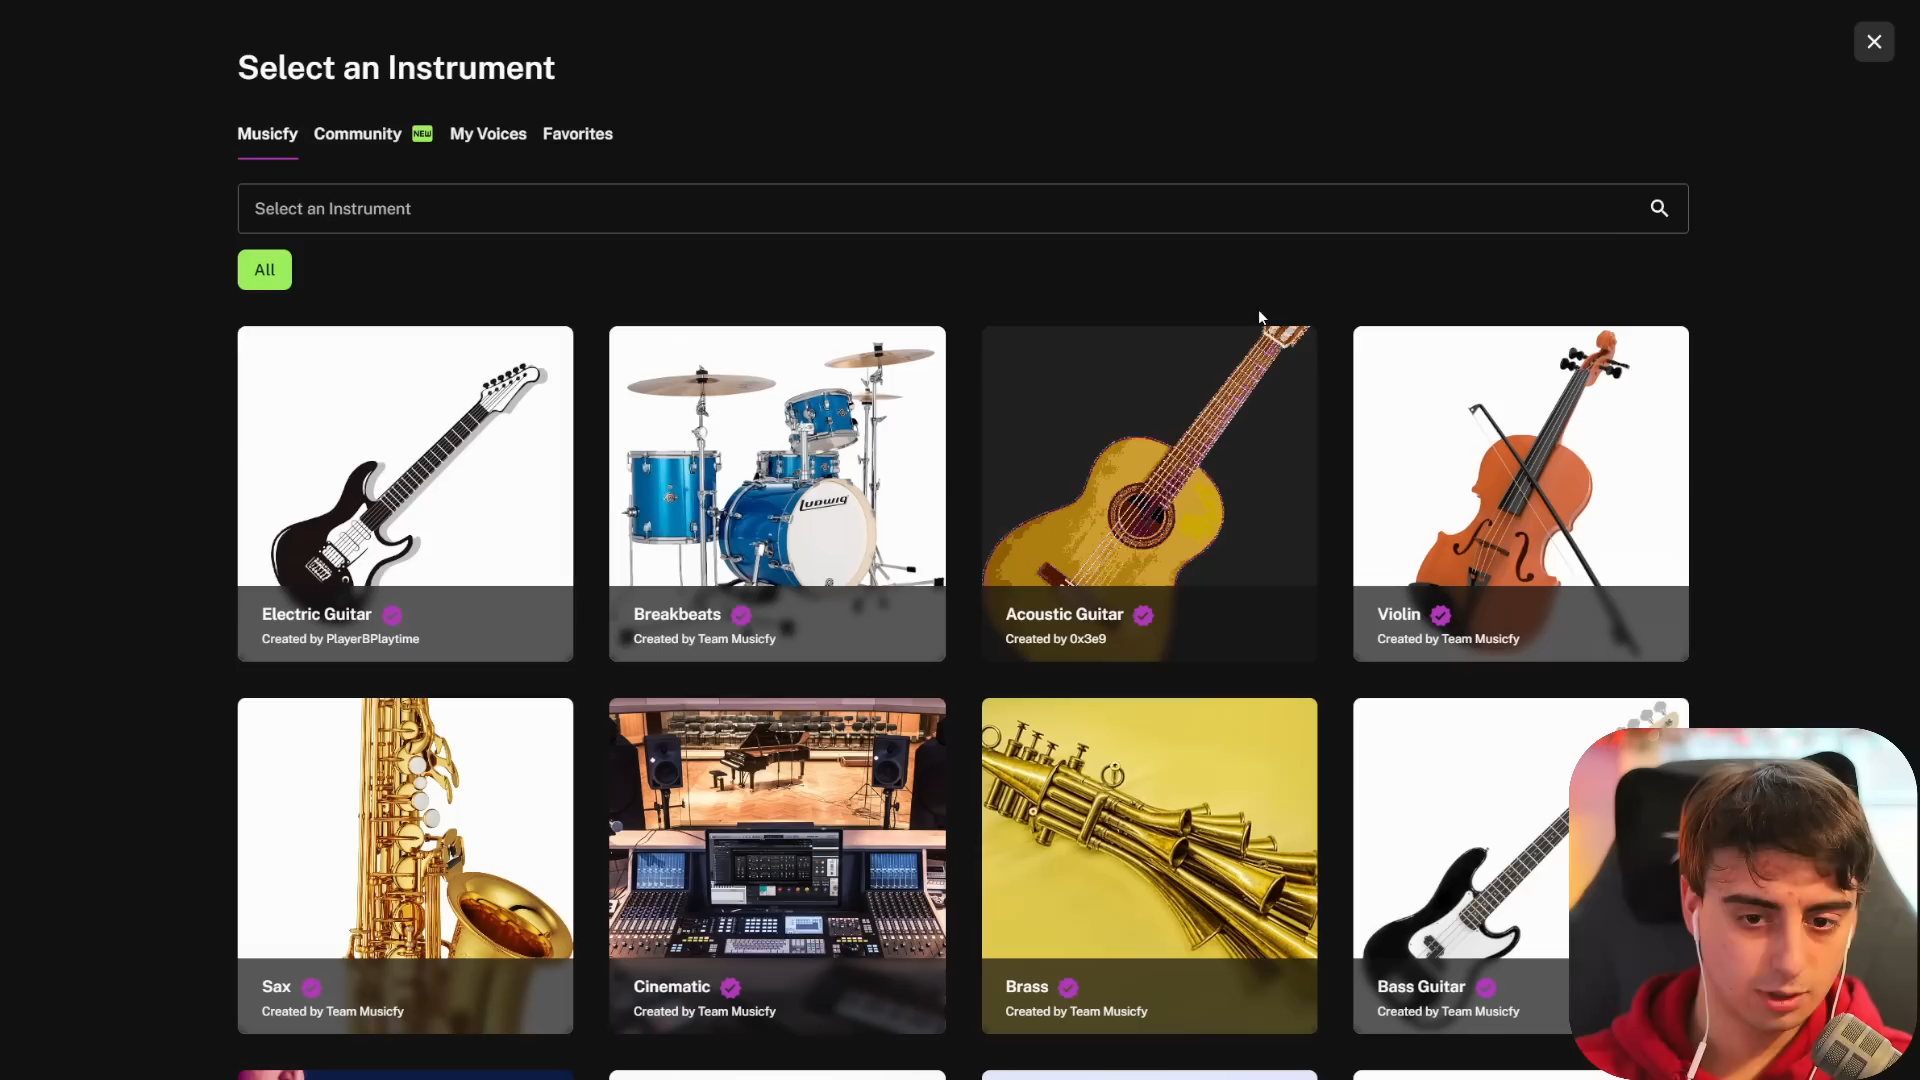 Select an Instrument
Musicfy Community NEW My Voices Favorites
Select an Instrument
All
Electric Guitar
Created by PlayerBPlaytime
Breakbeats
Created by Team Musicfy
Ludwig
Acoustic Guitar
Created by 0x3e9
Violin
Created by Team Musicfy
Sax
Created by Team Musicfy
Cinematic
Created by Team Musicfy
Brass
Created by Team Musicfy
Bass Guitar
Created by Team Musicfy